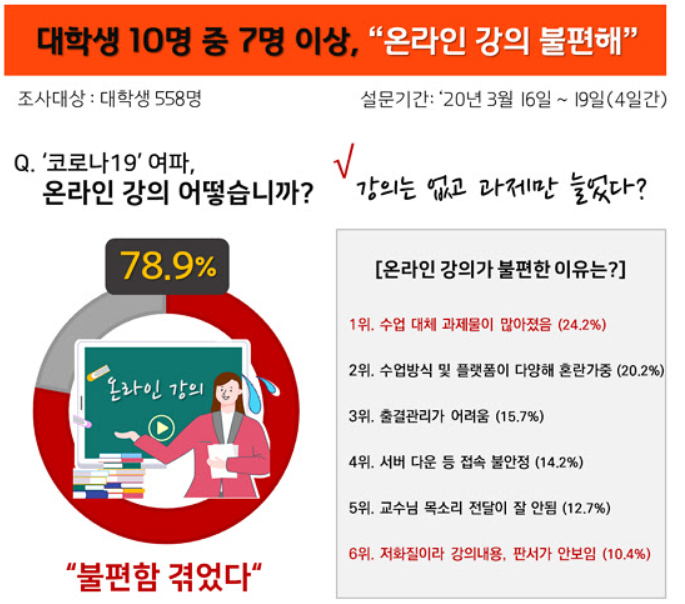 대학생 10명 중 7명 이상, “온라인 강의 불편해”
조사대상 : 대학생 558명
설문기간: ‘20년 3월 16일 ~ 19일(4일간)
Q. ‘코로나19’ 여파,
온라인 강의 어떻습니까?
√ 강의는 없고 과제만 늘었다?
78.9%
온라인 강의
“불편함 겪었다“
[온라인 강의가 불편한 이유는?]
1위. 수업 대체 과제물이 많아졌음 (24.2%)
2위. 수업방식 및 플랫폼이 다양해 혼란가중 (20.2%)
3위. 출결관리가 어려움 (15.7%)
4위. 서버 다운 등 접속 불안정 (14.2%)
5위. 교수님 목소리 전달이 잘 안됨 (12.7%)
6위. 저화질이라 강의내용, 판서가 안보임 (10.4%)